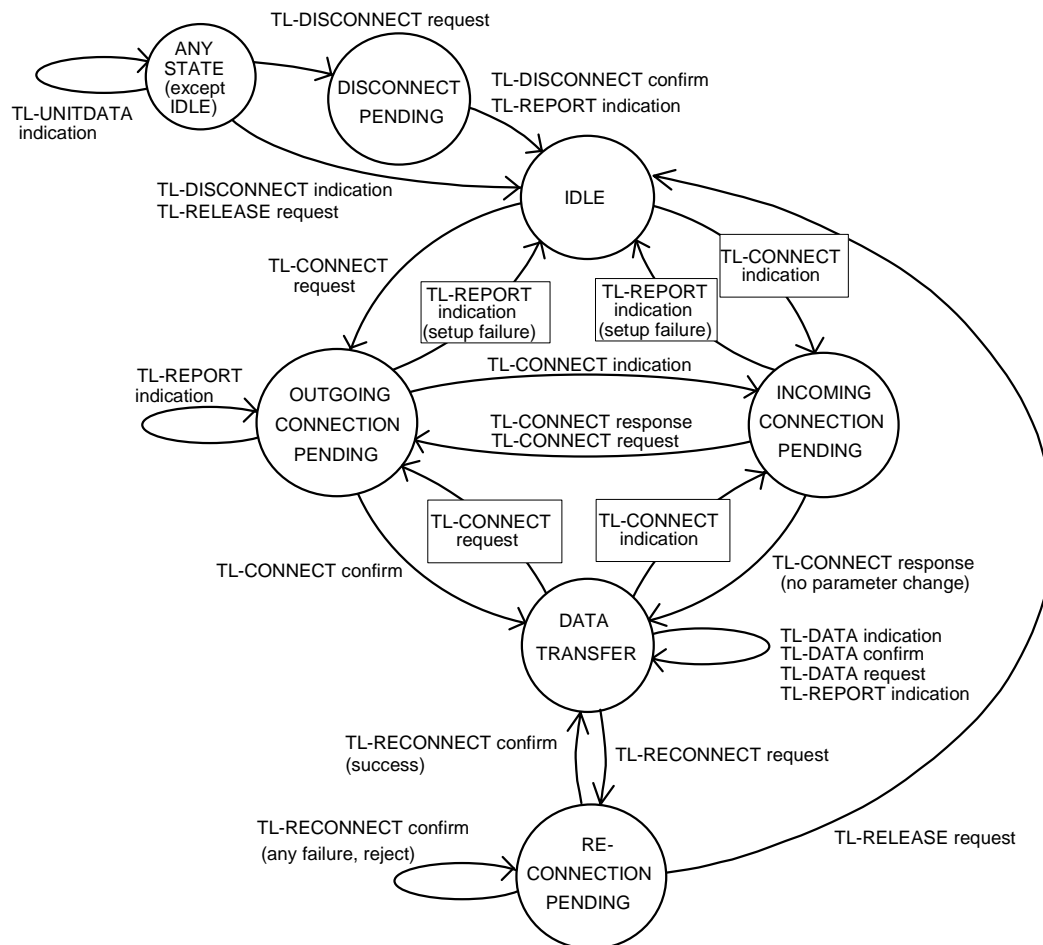 TL-DISCONNECT request
ANY
STATE
(except
IDLE)
TL-UNITDATA
indication
DISCONNECT
PENDING
TL-DISCONNECT confirm
TL-REPORT indication
TL-DISCONNECT indication
TL-RELEASE request
IDLE
TL-CONNECT
request
TL-REPORT
indication
(setup failure)
TL-REPORT
indication
(setup failure)
TL-CONNECT
indication
TL-REPORT
indication
OUTGOING
CONNECTION
PENDING
TL-CONNECT indication
TL-CONNECT response
TL-CONNECT request
INCOMING
CONNECTION
PENDING
TL-CONNECT
request
TL-CONNECT
indication
TL-CONNECT confirm
TL-CONNECT response
(no parameter change)
DATA
TRANSFER
TL-DATA indication
TL-DATA confirm
TL-DATA request
TL-REPORT indication
TL-RECONNECT confirm
(success)
TL-RECONNECT request
TL-RECONNECT confirm
(any failure, reject)
RE-
CONNECTION
PENDING
TL-RELEASE request